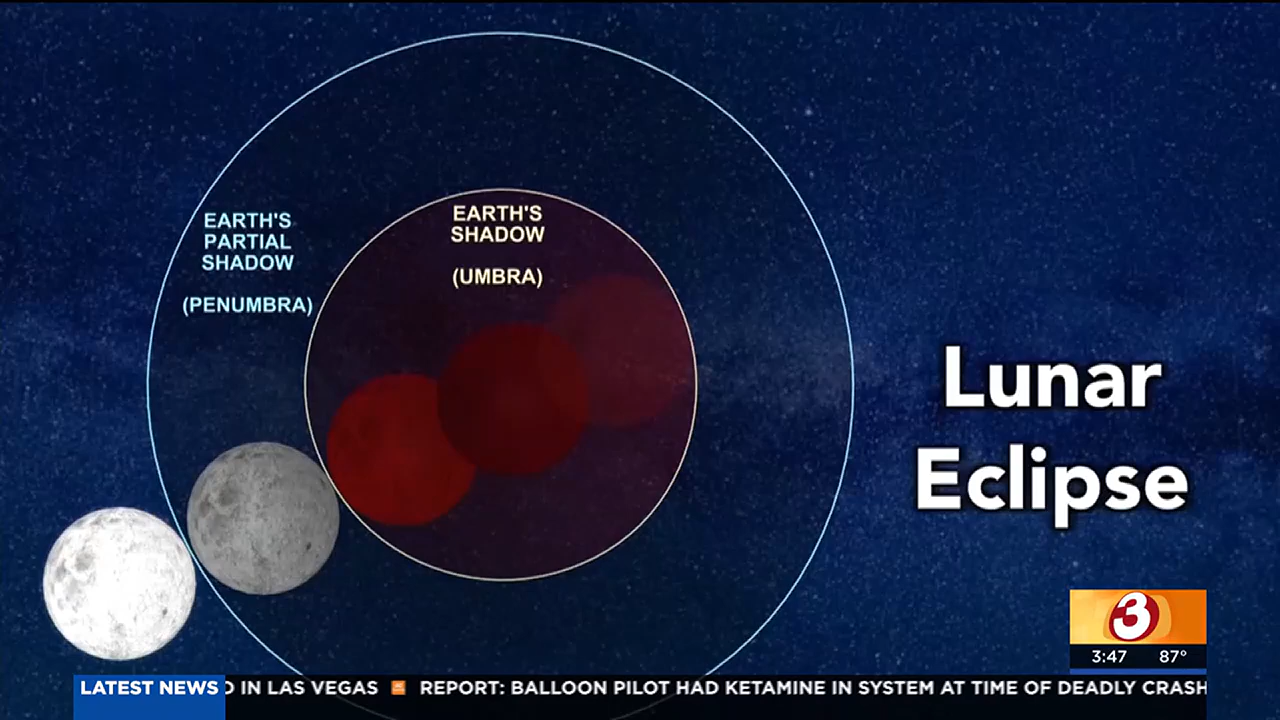 EARTH'S
PARTIAL
SHADOW
(PENUMBRA)
EARTH'S
SHADOW
(UMBRA)
Lunar
Eclipse
3
3:47 87°
LATEST NEWS
IN LAS VEGAS REPORT: BALLOON PILOT HAD KETAMINE IN SYSTEM AT TIME OF DEADLY CRASH